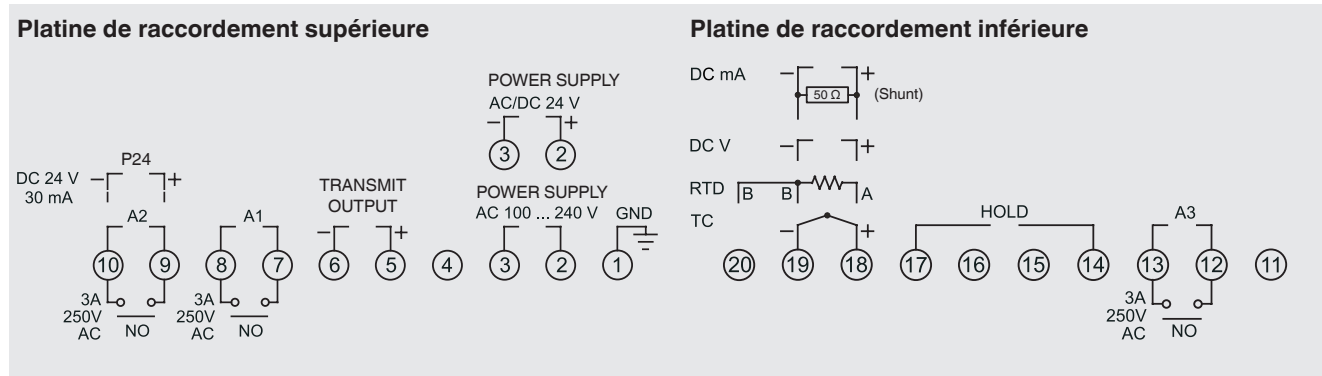 Platine de raccordement supérieure
POWER SUPPLY
AC/DC 24 V
− +
3 2
P24
DC 24 V − +
30 mA
TRANSMIT
OUTPUT
− +
POWER SUPPLY
AC 100 ... 240 V
GND
A2 A1
10 9 8 7 6 5 4 3 2 1
3A
250V
AC
NO
3A
250V
AC
NO
Platine de raccordement inférieure
DC mA − +
50 Ω (Shunt)
DC V − +
RTD B B A
TC − +
HOLD
A3
20 19 18 17 16 15 14 13 12 11
3A
250V
AC
NO